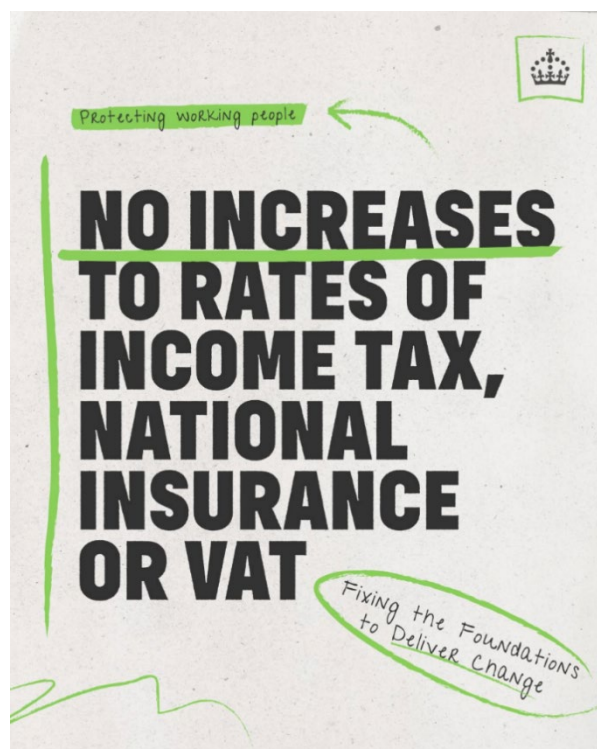 Protecting working people
NO INCREASES
TO RATES OF
INCOME TAX,
NATIONAL
INSURANCE
OR VAT
Fixing the Foundations
to Deliver Change